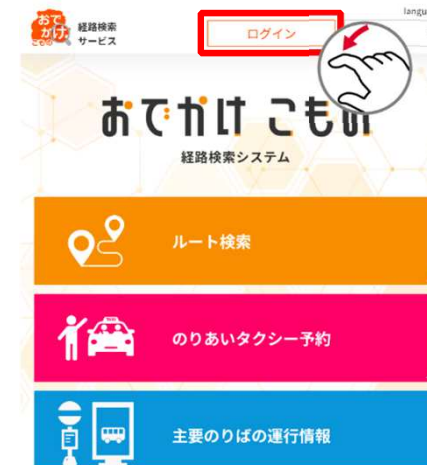 おで
かけ
こもの
経路検索
サービス
ログイン
langu
おでかけ こもの
経路検索システム
ルート検索
のりあいタクシー予約
主要のりばの運行情報